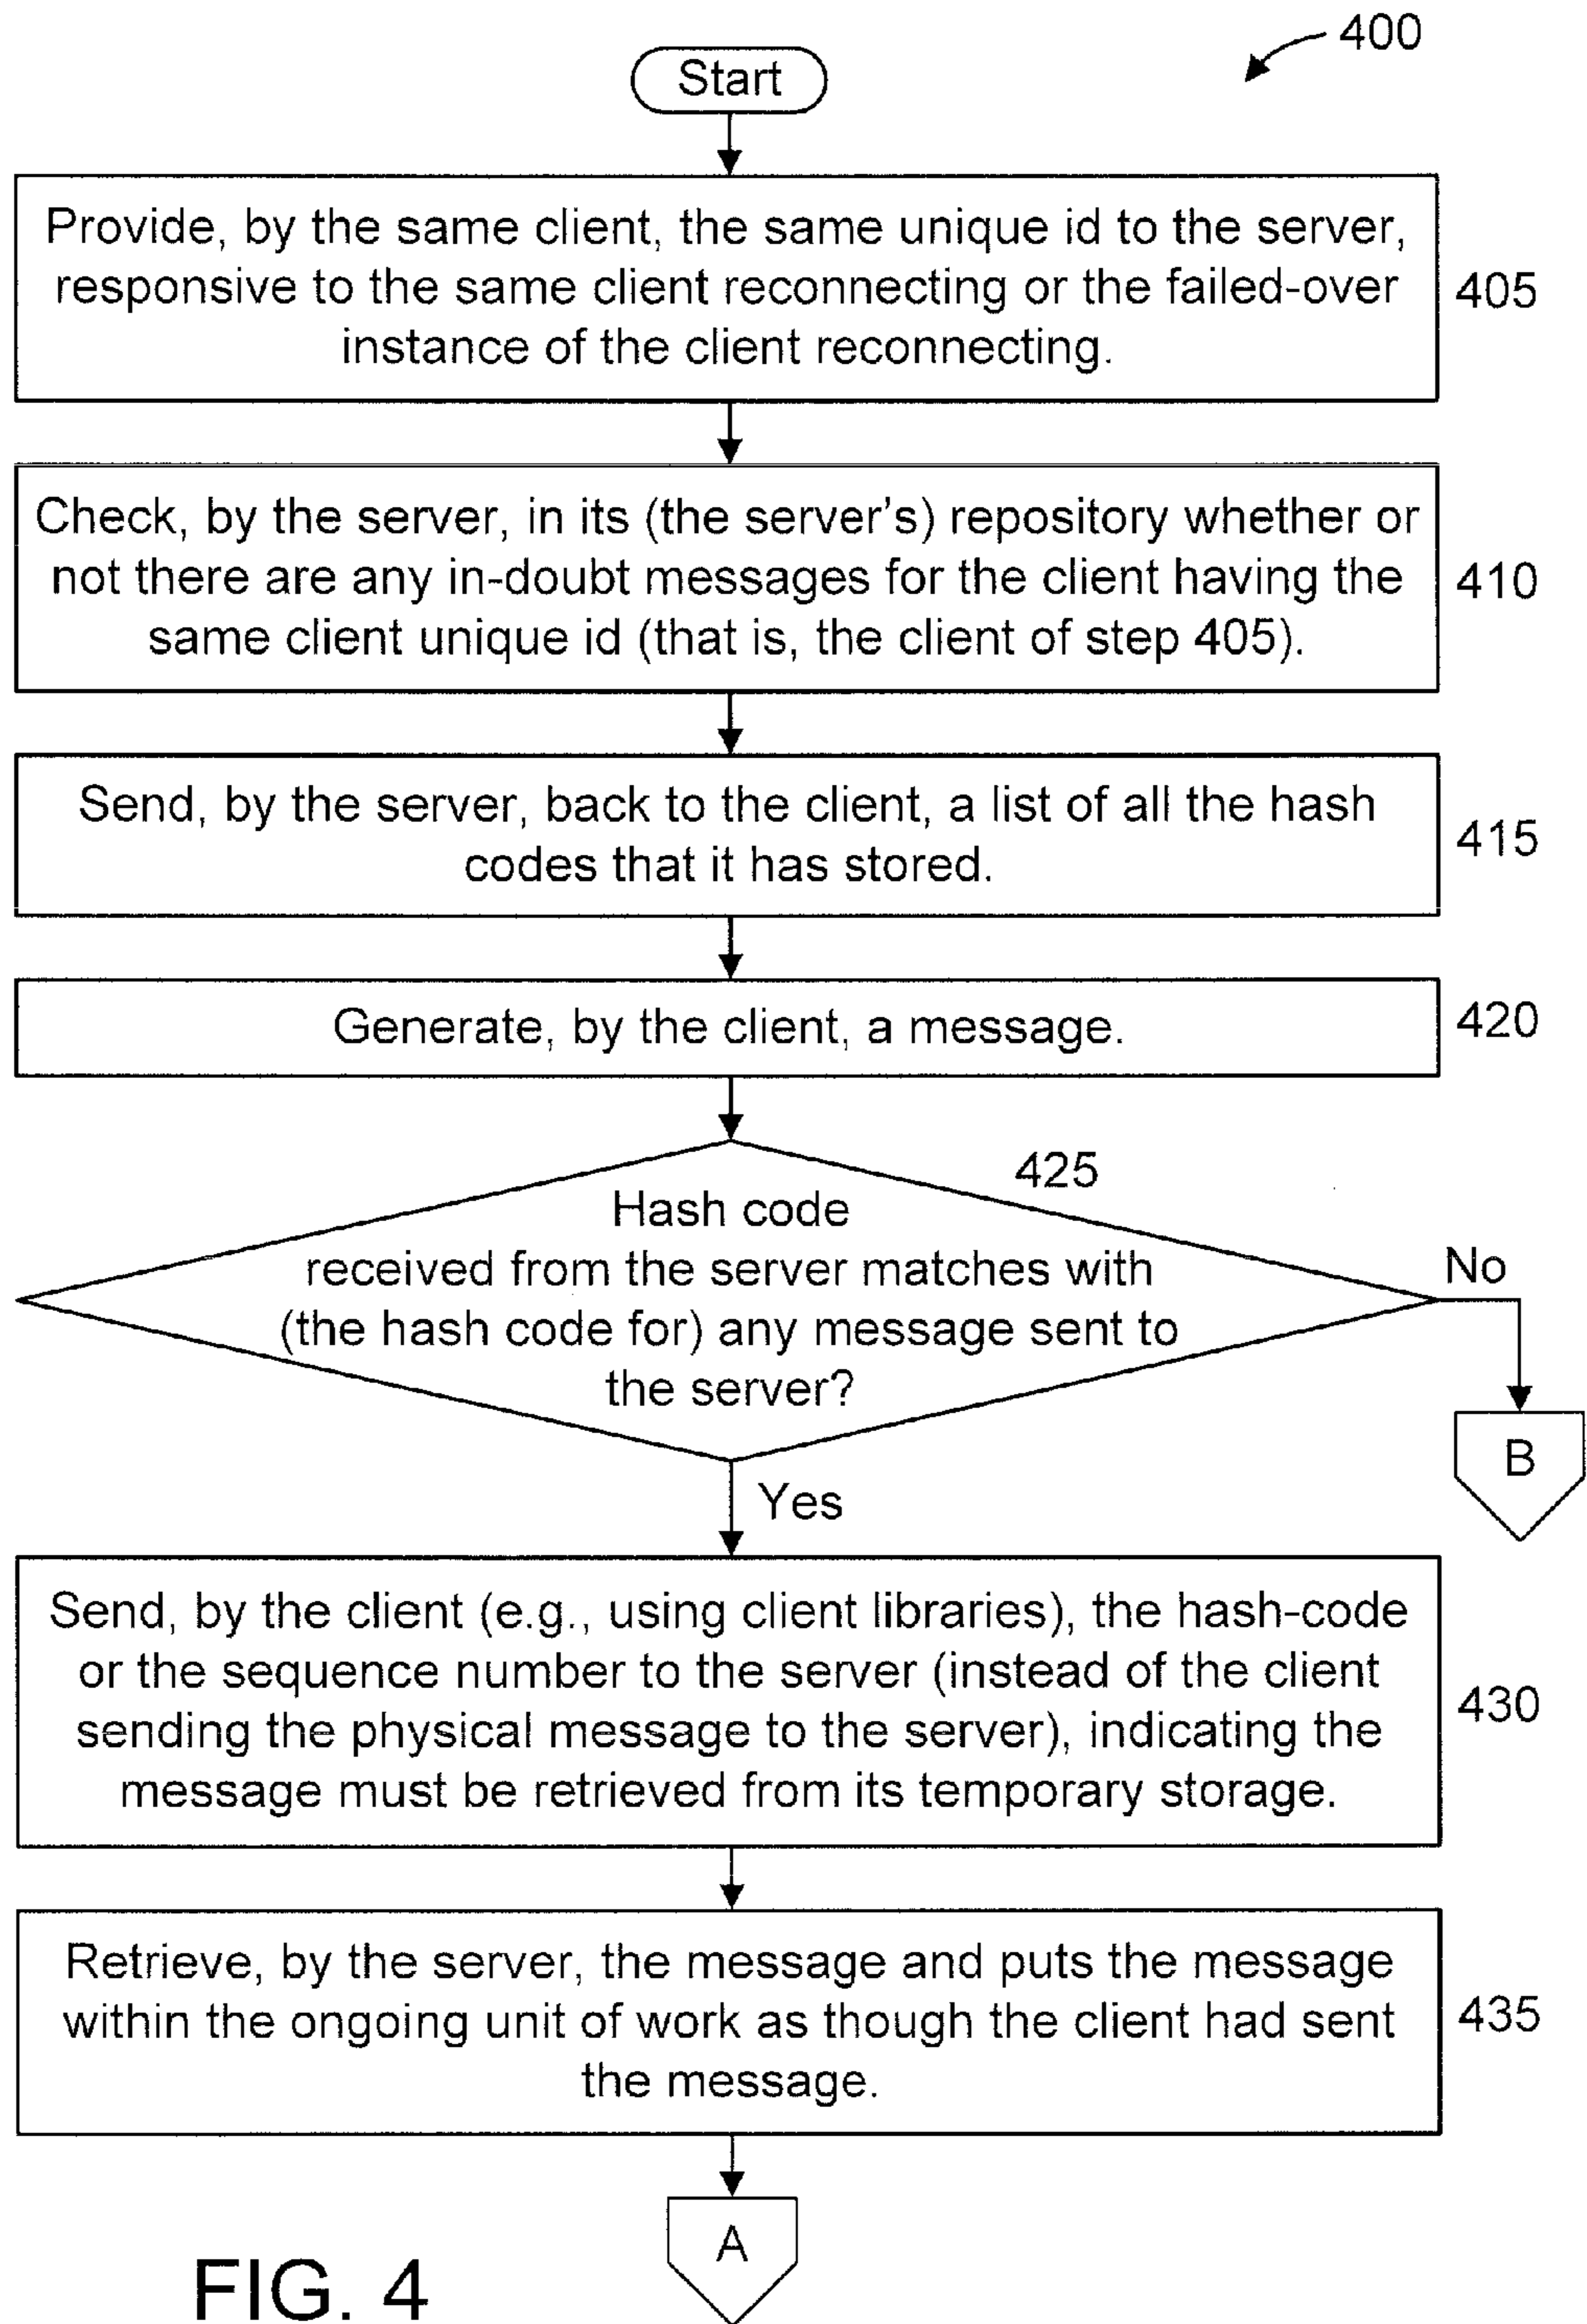 400
Start
Provide, by the same client, the same unique id to the server,
responsive to the same client reconnecting or the failed-over
instance of the client reconnecting.
405
Check, by the server, in its (the server's) repository whether or
not there are any in-doubt messages for the client having the
same client unique id (that is, the client of step 405).
410
Send, by the server, back to the client, a list of all the hash
codes that it has stored.
415
Generate, by the client, a message.
420
425
Hash code
received from the server matches with
(the hash code for) any message sent to
the server?
No
B
Yes
Send, by the client (e.g., using client libraries), the hash-code
or the sequence number to the server (instead of the client
sending the physical message to the server), indicating the
message must be retrieved from its temporary storage.
430
Retrieve, by the server, the message and puts the message
within the ongoing unit of work as though the client had sent
the message.
435
A
FIG. 4